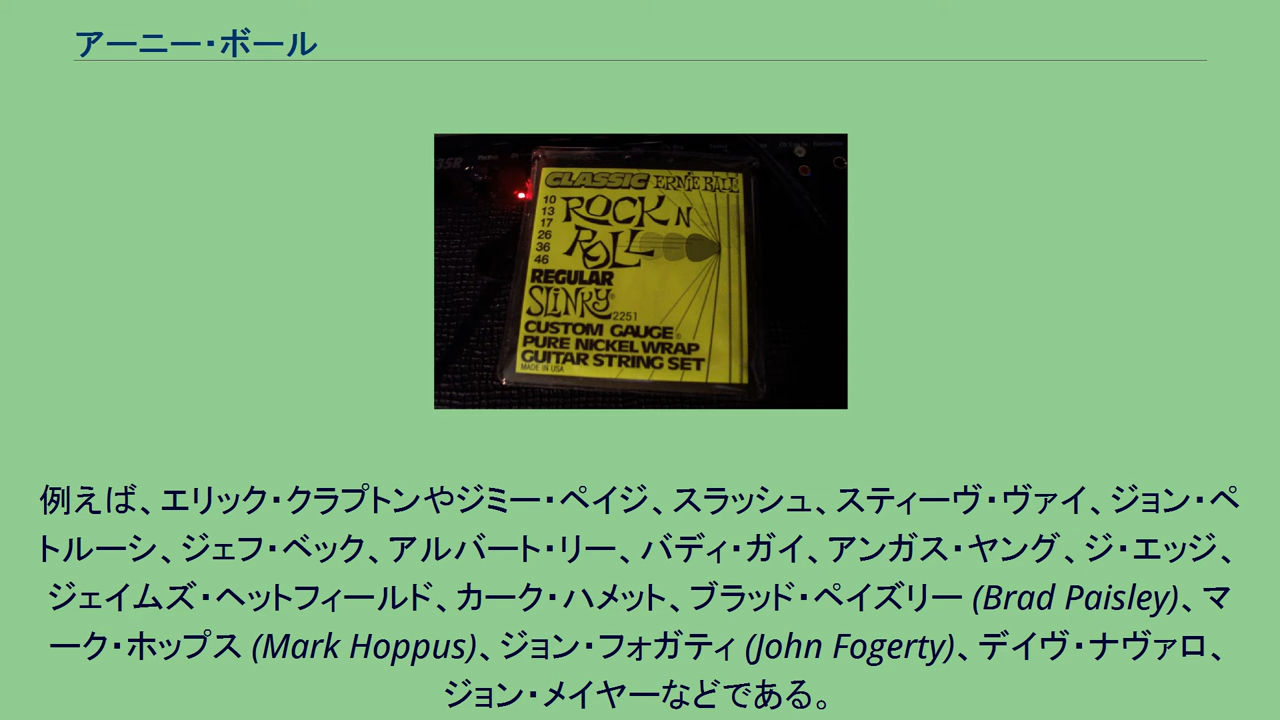 アーニー・ボール
CLASSIC ERNIE BALL
10
13
17
26
36
46
ROCK N
ROLL
REGULAR
SLINKY
2251
CUSTOM GAUGE
PURE NICKEL WRAP
GUITAR STRING SET
MADE IN USA
例えば、エリック・クラプトンやジミー・ペイジ、スラッシュ、スティーヴ・ヴァイ、ジョン・ペ
トルーシ、ジェフ・ベック、アルバート・リー、バディ・ガイ、アンガス・ヤング、ジ・エッジ、
ジェイムズ・ヘットフィールド、カーク・ハメット、ブラッド・ペイズリー (Brad Paisley)、マ
ーク・ホップス (Mark Hoppus)、ジョン・フォガティ (John Fogerty)、デイヴ・ナヴァロ、
ジョン・メイヤーなどである。